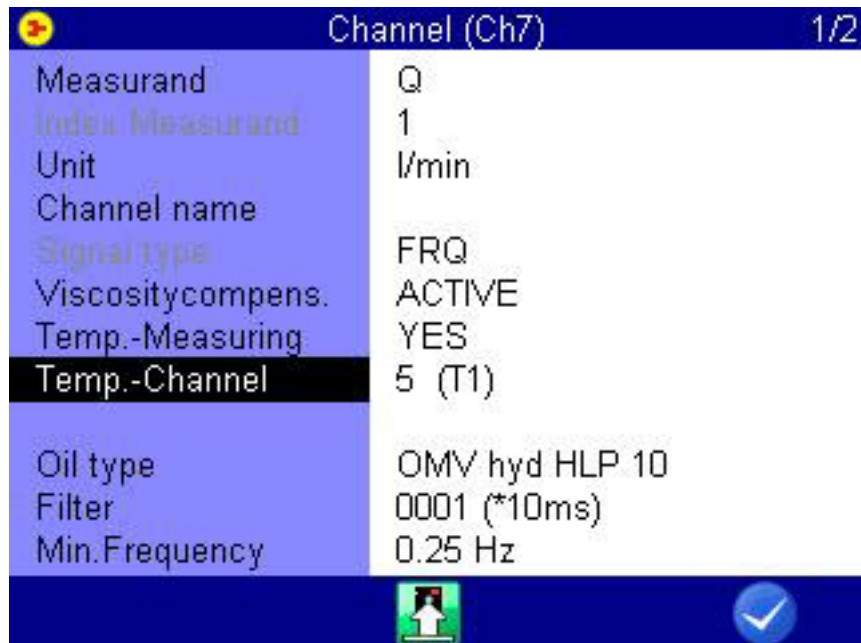 Channel (Ch7) 1/2
Measurand Q
Index Measurand 1
Unit l/min
Channel name
Signal type FRQ
Viscositycompens. ACTIVE
Temp.-Measuring YES
Temp.-Channel 5 (T1)
Oil type OMV hyd HLP 10
Filter 0001 (*10ms)
Min.Frequency 0.25 Hz